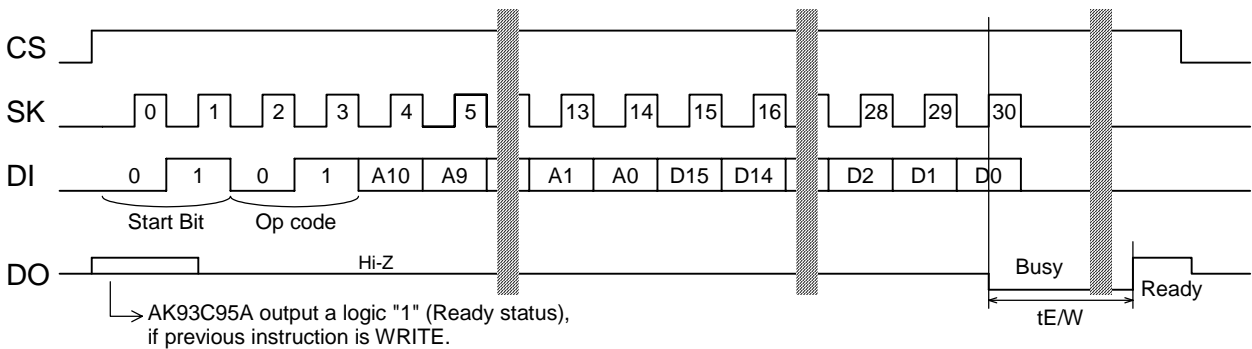 CS
SK 0 1 2 3 4 5 13 14 15 16 28 29 30
DI 0 1 0 1 A10 A9 A1 A0 D15 D14 D2 D1 D0
Start Bit Op code
DO Hi-Z Busy Ready
tE/W
AK93C95A output a logic "1" (Ready status),
if previous instruction is WRITE.